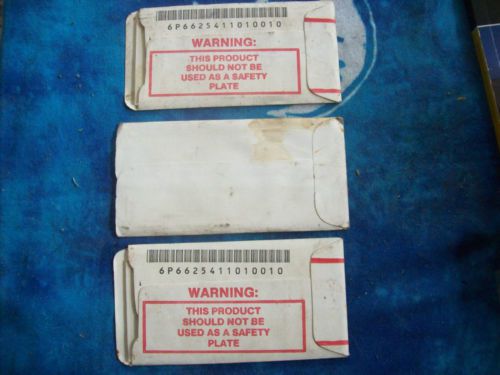 6P6625411010010
WARNING:
THIS PRODUCT
SHOULD NOT BE
USED AS A SAFETY
PLATE
6P6625411010010
WARNING:
THIS PRODUCT
SHOULD NOT BE
USED AS A SAFETY
PLATE